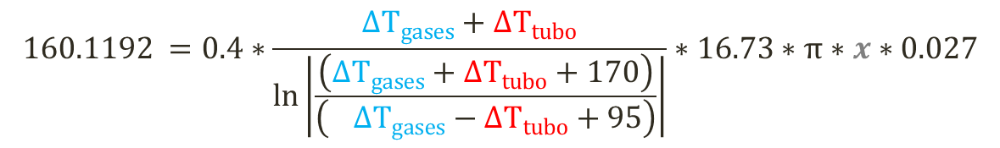 160.1192 = 0.4 * (ΔT_gases + ΔT_tubo) / (ln |(ΔT_gases + ΔT_tubo + 170) / (ΔT_gases − ΔT_tubo + 95)|) * 16.73 * π * x * 0.027